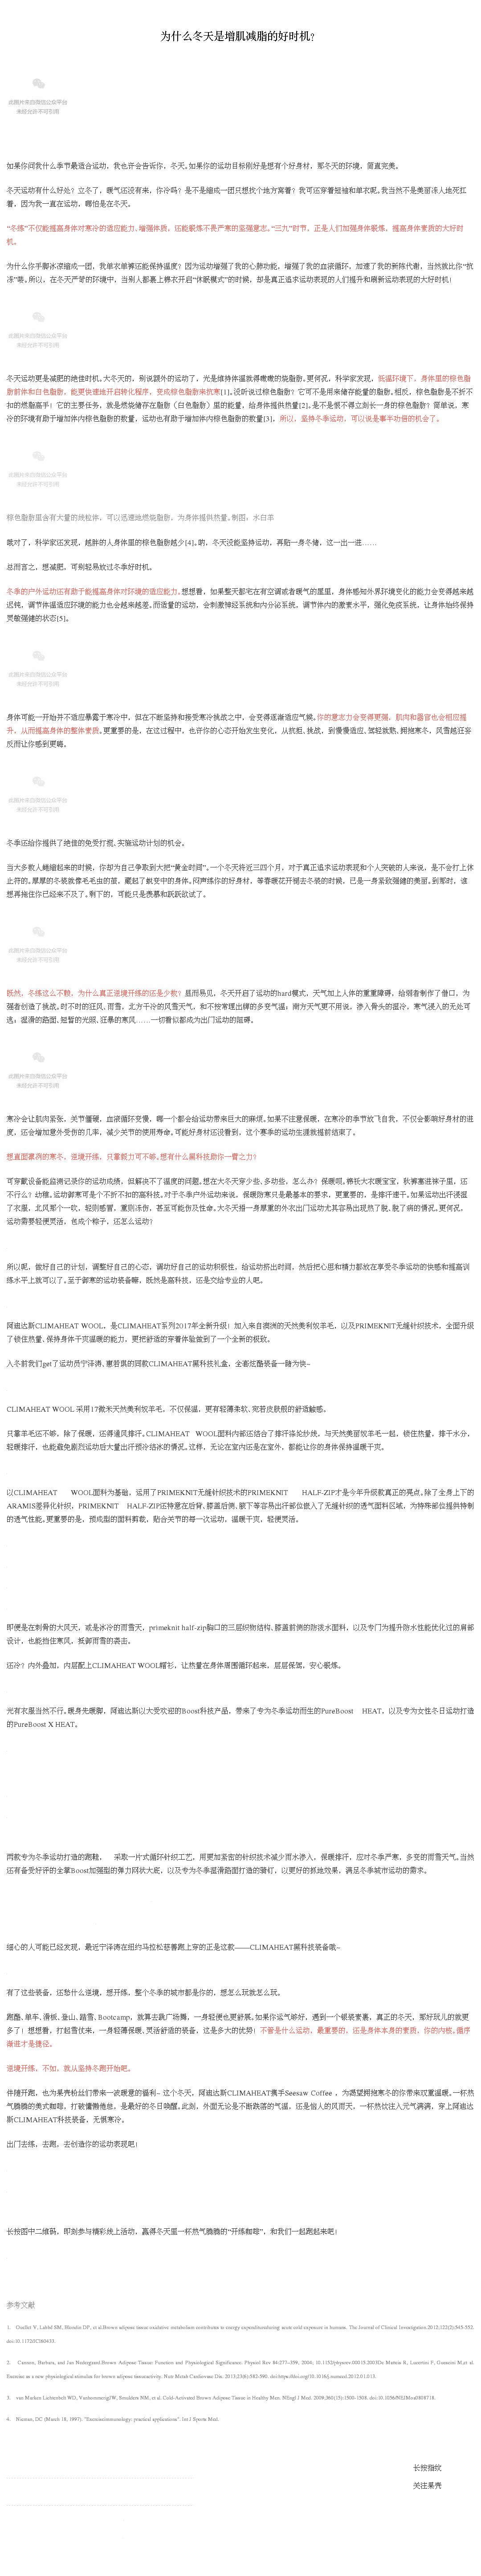 为什么冬天是增肌减脂的好时机?
此图片来自微信公众平台
未经允许不可引用
如果你问我什么季节最适合运动，我也许会告诉你，冬天。如果你的运动目标刚好是想有个好身材，那冬天的环境，简直完美。
冬天运动有什么好处？立冬了，暖气还没有来，你冷吗？是不是缩成一团只想找个地方窝着？我可还穿着短袖和单衣呢。我当然不是美丽冻人地死扛
着，因为我一直在运动，哪怕是在冬天。
“冬练”不仅能提高身体对寒冷的适应能力、增强体质，还能锻炼不畏严寒的坚强意志。“三九”时节，正是人们加强身体锻炼，提高身体素质的大好时
机。
为什么你手脚冰凉缩成一团，我单衣单裤还能保持温度？因为运动增强了我的心肺功能，增强了我的血液循环，加速了我的新陈代谢，当然就比你“抗
冻”喽。所以，在冬天严苛的环境中，当别人都裹上棉衣开启“休眠模式”的时候，却是真正追求运动表现的人们提升和刷新运动表现的大好时机！
此图片来自微信公众平台
未经允许不可引用
冬天运动更是减肥的绝佳时机。大冬天的，别说额外的运动了，光是维持体温就得嗷嗷的烧脂肪。更何况，科学家发现，低温环境下，身体里的棕色脂
肪前体和白色脂肪，能更快速地开启转化程序，变成棕色脂肪来抗寒[1]。没听说过棕色脂肪？它可不是用来储存能量的脂肪。相反，棕色脂肪是不折不
扣的燃脂高手！它的主要任务，就是燃烧储存在脂肪（白色脂肪）里的能量，给身体提供热量[2]。是不是恨不得立刻长一身的棕色脂肪？简单说，寒
冷的环境有助于增加体内棕色脂肪的数量，运动也有助于增加体内棕色脂肪的数量[3]，所以，坚持冬季运动，可以说是事半功倍的机会了。
此图片来自微信公众平台
未经允许不可引用
棕色脂肪里含有大量的线粒体，可以迅速地燃烧脂肪，为身体提供热量。制图：水白羊
哦对了，科学家还发现，越胖的人身体里的棕色脂肪越少[4]。哟，冬天没能坚持运动，再贴一身冬储，这一出一进……
总而言之，想减肥，可别轻易放过冬季好时机。
冬季的户外运动还有助于能提高身体对环境的适应能力。想想看，如果整天都宅在有空调或者暖气的屋里，身体感知外界环境变化的能力会变得越来越
迟钝，调节体温适应环境的能力也会越来越差。而适量的运动，会刺激神经系统和内分泌系统，调节体内的激素水平，强化免疫系统，让身体始终保持
灵敏强健的状态[5]。
此图片来自微信公众平台
未经允许不可引用
身体可能一开始并不适应暴露于寒冷中，但在不断坚持和接受寒冷挑战之中，会变得逐渐适应气候。你的意志力会变得更强，肌肉和器官也会相应提
升，从而提高身体的整体素质。更重要的是，在这过程中，也许你的心态开始发生变化，从抗拒、挑战，到慢慢适应、驾轻就熟、拥抱寒冬，风雪越狂妄
反而让你感到更嗨。
此图片来自微信公众平台
未经允许不可引用
冬季还给你提供了绝佳的免受打扰、实施运动计划的机会。
当大多数人蜷缩起来的时候，你却为自己争取到大把“黄金时间”。一个冬天将近三四个月，对于真正追求运动表现和个人突破的人来说，是不会打上休
止符的。厚厚的冬装就像毛毛虫的茧，藏起了蜕变中的身体。闷声练你的好身材，等春暖花开褪去冬装的时候，已是一身紧致强健的美丽。到那时，谁
想再拖住你已经来不及了。剩下的，可能只是羡慕和跃跃欲试了。
此图片来自微信公众平台
未经允许不可引用
既然，冬练这么不赖，为什么真正逆境开练的还是少数？显而易见，冬天开启了运动的hard模式，天气加上人体的重重障碍，给弱者制作了借口，为
强者创造了挑战。时不时的狂风，雨雪，北方干冷的风雪天气，和不按常理出牌的多变气温；南方天气更不用说，渗入骨头的湿冷，寒气浸入的无处可
逃；湿滑的路面、短暂的光照、狂暴的寒风……一切看似都成为出门运动的阻碍。
此图片来自微信公众平台
未经允许不可引用
寒冷会让肌肉紧张、关节僵硬，血液循环变慢，哪一个都会给运动带来巨大的麻烦。如果不注意保暖，在寒冷的季节放飞自我，不仅会影响好身材的进
度，还会增加意外受伤的几率，减少关节的使用寿命。可能好身材还没看到，这个赛季的运动生涯就提前结束了。
想直面凛冽的寒冬，逆境开练，只靠毅力可不够。想有什么黑科技助你一臂之力？
可穿戴设备能监测记录你的运动成绩，但解决不了温度的问题。想在大冬天穿少些、多动些，怎么办？保暖呗。棒秋大衣暖宝宝，秋裤塞进袜子里，还
不行么？幼稚。运动御寒可是个不折不扣的高科技。对于冬季户外运动来说，保暖防寒只是最基本的要求，更重要的，是排汗速干。如果运动出汗浸湿
了衣服，北风那个一吹，轻则感冒，重则冻伤，甚至可能伤及性命。大冬天捂一身厚重的外衣出门运动尤其容易出现热了脱，脱了病的情况。更何况，
运动需要轻便灵活，包成个粽子，还怎么运动？
所以呢，做好自己的计划，调整好自己的心态，调动好自己的运动积极性，给运动挤出时间，然后把心思和精力都放在享受冬季运动的快感和提高训
练水平上就可以了。至于御寒的运动装备嘛，既然是高科技，还是交给专业的人吧。
阿迪达斯CLIMAHEAT WOOL，是CLIMAHEAT系列2017年全新升级！加入来自澳洲的天然美利奴羊毛，以及PRIMEKNIT无缝针织技术，全面升级
了锁住热量、保持身体干爽温暖的能力，更把舒适的穿着体验做到了一个全新的极致。
入冬前我们get了运动员宁泽涛、惠若琪的同款CLIMAHEAT黑科技礼盒，全套炫酷装备一睹为快~
CLIMAHEAT WOOL 采用17微米天然美利奴羊毛，不仅保温，更有轻薄柔软、宛若皮肤般的舒适触感。
只靠羊毛还不够，除了保暖，还得通风排汗。CLIMAHEAT WOOL面料内部还结合了排汗涤纶纱线，与天然美丽奴羊毛一起，锁住热量，排干水分，
轻暖排汗，也能避免剧烈运动后大量出汗预冷结冰的情况。这样，无论在室内还是在室外，都能让你的身体保持温暖干爽。
以CLIMAHEAT WOOL面料为基础，运用了PRIMEKNIT无缝针织技术的PRIMEKNIT HALF-ZIP才是今年升级款真正的亮点。除了全身上下的
ARAMIS差异化针织，PRIMEKNIT HALF-ZIP还特意在后背、膝盖后侧、腋下等容易出汗部位嵌入了无缝针织的透气面料区域，为特殊部位提供特制
的透气性能。更重要的是，预成型的面料剪裁，贴合关节的每一次运动，温暖干爽，轻便灵活。
即便是在刺骨的大风天，或是冰冷的雨雪天，primeknit half-zip胸口的三层织物结构、膝盖前侧的防泼水面料，以及专门为提升防水性能优化过的肩部
设计，也能挡住寒风，抵御雨雪的袭击。
还冷？内外叠加，内层配上CLIMAHEAT WOOL帽衫，让热量在身体周围循环起来，层层保驾，安心锻炼。
光有衣服当然不行。暖身先暖脚，阿迪达斯以大受欢迎的Boost科技产品，带来了专为冬季运动而生的PureBoost HEAT，以及专为女性冬日运动打造
的PureBoost X HEAT。
两款专为冬季运动打造的跑鞋， 采取一片式循环针织工艺，用更加紧密的针织技术减少雨水渗入，保暖排汗，应对冬季严寒，多变的雨雪天气。当然
还有备受好评的全掌Boost加强型的弹力网状大底，以及专为冬季湿滑路面打造的骑钉，以更好的抓地效果，满足冬季城市运动的需求。
细心的人可能已经发现，最近宁泽涛在纽约马拉松慈善跑上穿的正是这款——CLIMAHEAT黑科技装备哦~
有了这些装备，还愁什么逆境，想开练，整个冬季的城市都是你的，想怎么玩就怎么玩。
跑酷、单车、滑板、登山、踏雪、Bootcamp，就算去跳广场舞，一身轻便也更舒展。如果你运气够好，遇到一个银装素裹，真正的冬天，那好玩儿的就更
多了！想想看，打起雪仗来，一身轻薄保暖、灵活舒适的装备，这是多大的优势！不管是什么运动，最重要的，还是身体本身的素质，你的内核。循序
渐进才是捷径。
逆境开练，不如，就从坚持冬跑开始吧。
伴随开跑，也为果壳粉丝们带来一波暖意的福利~ 这个冬天，阿迪达斯CLIMAHEAT携手Seesaw Coffee ，为渴望拥抱寒冬的你带来双重温暖。一杯热
气腾腾的美式咖啡，打破慵懒倦怠，是最好的冬日唤醒。此刻，外面无论是不断跌落的气温，还是恼人的风雨天，一杯热饮注入元气满满，穿上阿迪达
斯CLIMAHEAT科技装备，无惧寒冷。
出门去练，去跑，去创造你的运动表现吧！
长按图中二维码，即刻参与精彩线上活动，赢得冬天里一杯热气腾腾的“开练咖啡”，和我们一起跑起来吧！
参考文献
1. Ouellet V, Labbé SM, Blondin DP, et al.Brown adipose tissue oxidative metabolism contributes to energy expenditureduring acute cold exposure in humans. The Journal of Clinical Investigation.2012;122(2):545-552.
doi:10.1172/JCI60433.
2. Cannon, Barbara, and Jan Nedergaard.Brown Adipose Tissue: Function and Physiological Significance. Physiol Rev 84:277–359, 2004; 10.1152/physrev.00015.2003De Matteis R, Lucertini F, Guescini M,et al.
Exercise as a new physiological stimulus for brown adipose tissueactivity. Nutr Metab Cardiovasc Dis. 2013;23(6):582-590. doi:https://doi.org/10.1016/j.numecd.2012.01.013.
3. van Marken Lichtenbelt WD, VanhommerigJW, Smulders NM, et al. Cold-Activated Brown Adipose Tissue in Healthy Men. NEngl J Med. 2009;360(15):1500-1508. doi:10.1056/NEJMoa0808718.
4. Nieman, DC (March 18, 1997). "Exerciseimmunology: practical applications". Int J Sports Med.
长按指纹
关注果壳